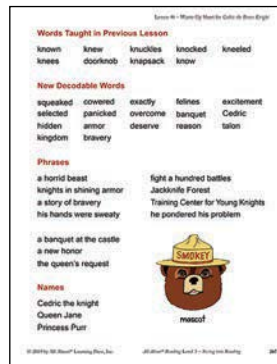 Words Taught in Previous Lesson
known knew knuckles knocked kneeled
knees doorknob knapsack know
New Decodable Words
squeaked cowered exactly felines excitement
selected panicked overcome banquet Cedric
hidden armor deserve reason talon
kingdom bravery
Phrases
a horrid beast fight a hundred battles
knights in shining armor Jackknife Forest
a story of bravery Training Center for Young Knights
his hands were sweaty he pondered his problem
a banquet at the castle
a new honor
the queen's request
SMOKEY
Names
Cedric the knight
Queen Jane
Princess Purr
mascot